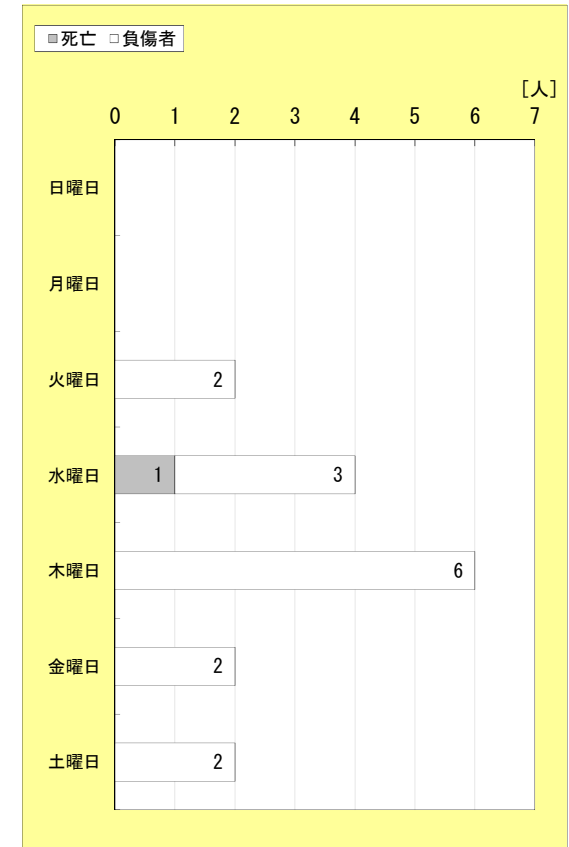 ■死亡 □負傷者
[人]
0 1 2 3 4 5 6 7
日曜日
月曜日
火曜日 2
水曜日 1 3
木曜日 6
金曜日 2
土曜日 2